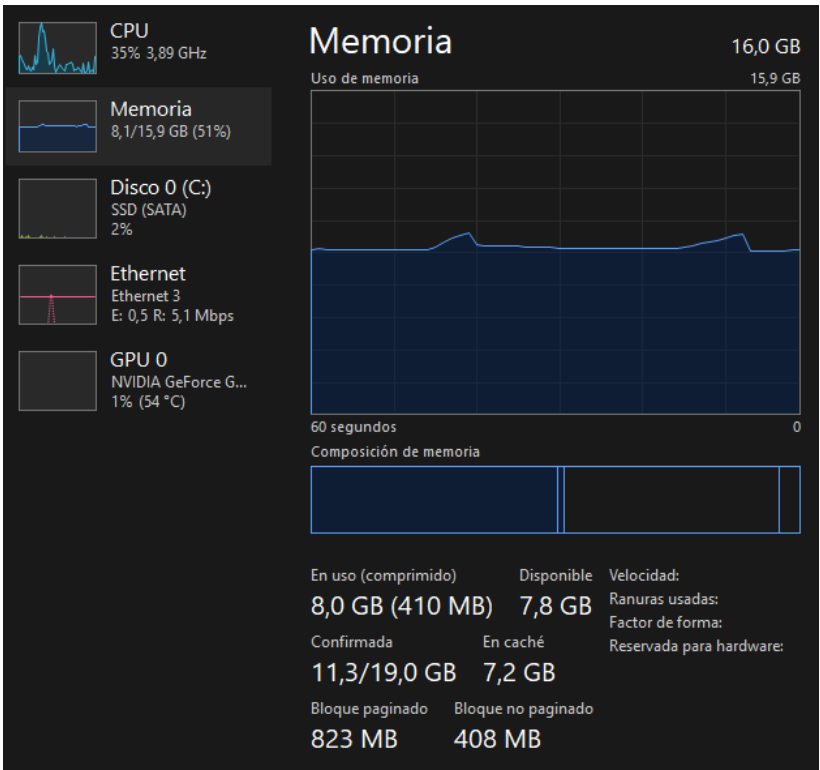 CPU
35% 3,89 GHz
Memoria
8,1/15,9 GB (51%)
Disco 0 (C:)
SSD (SATA)
2%
Ethernet
Ethernet 3
E: 0,5 R: 5,1 Mbps
GPU 0
NVIDIA GeForce G...
1% (54 °C)
Memoria 16,0 GB
Uso de memoria 15,9 GB
60 segundos 0
Composición de memoria
En uso (comprimido) Disponible
8,0 GB (410 MB) 7,8 GB
Confirmada En caché
11,3/19,0 GB 7,2 GB
Bloque paginado Bloque no paginado
823 MB 408 MB
Velocidad:
Ranuras usadas:
Factor de forma:
Reservada para hardware: